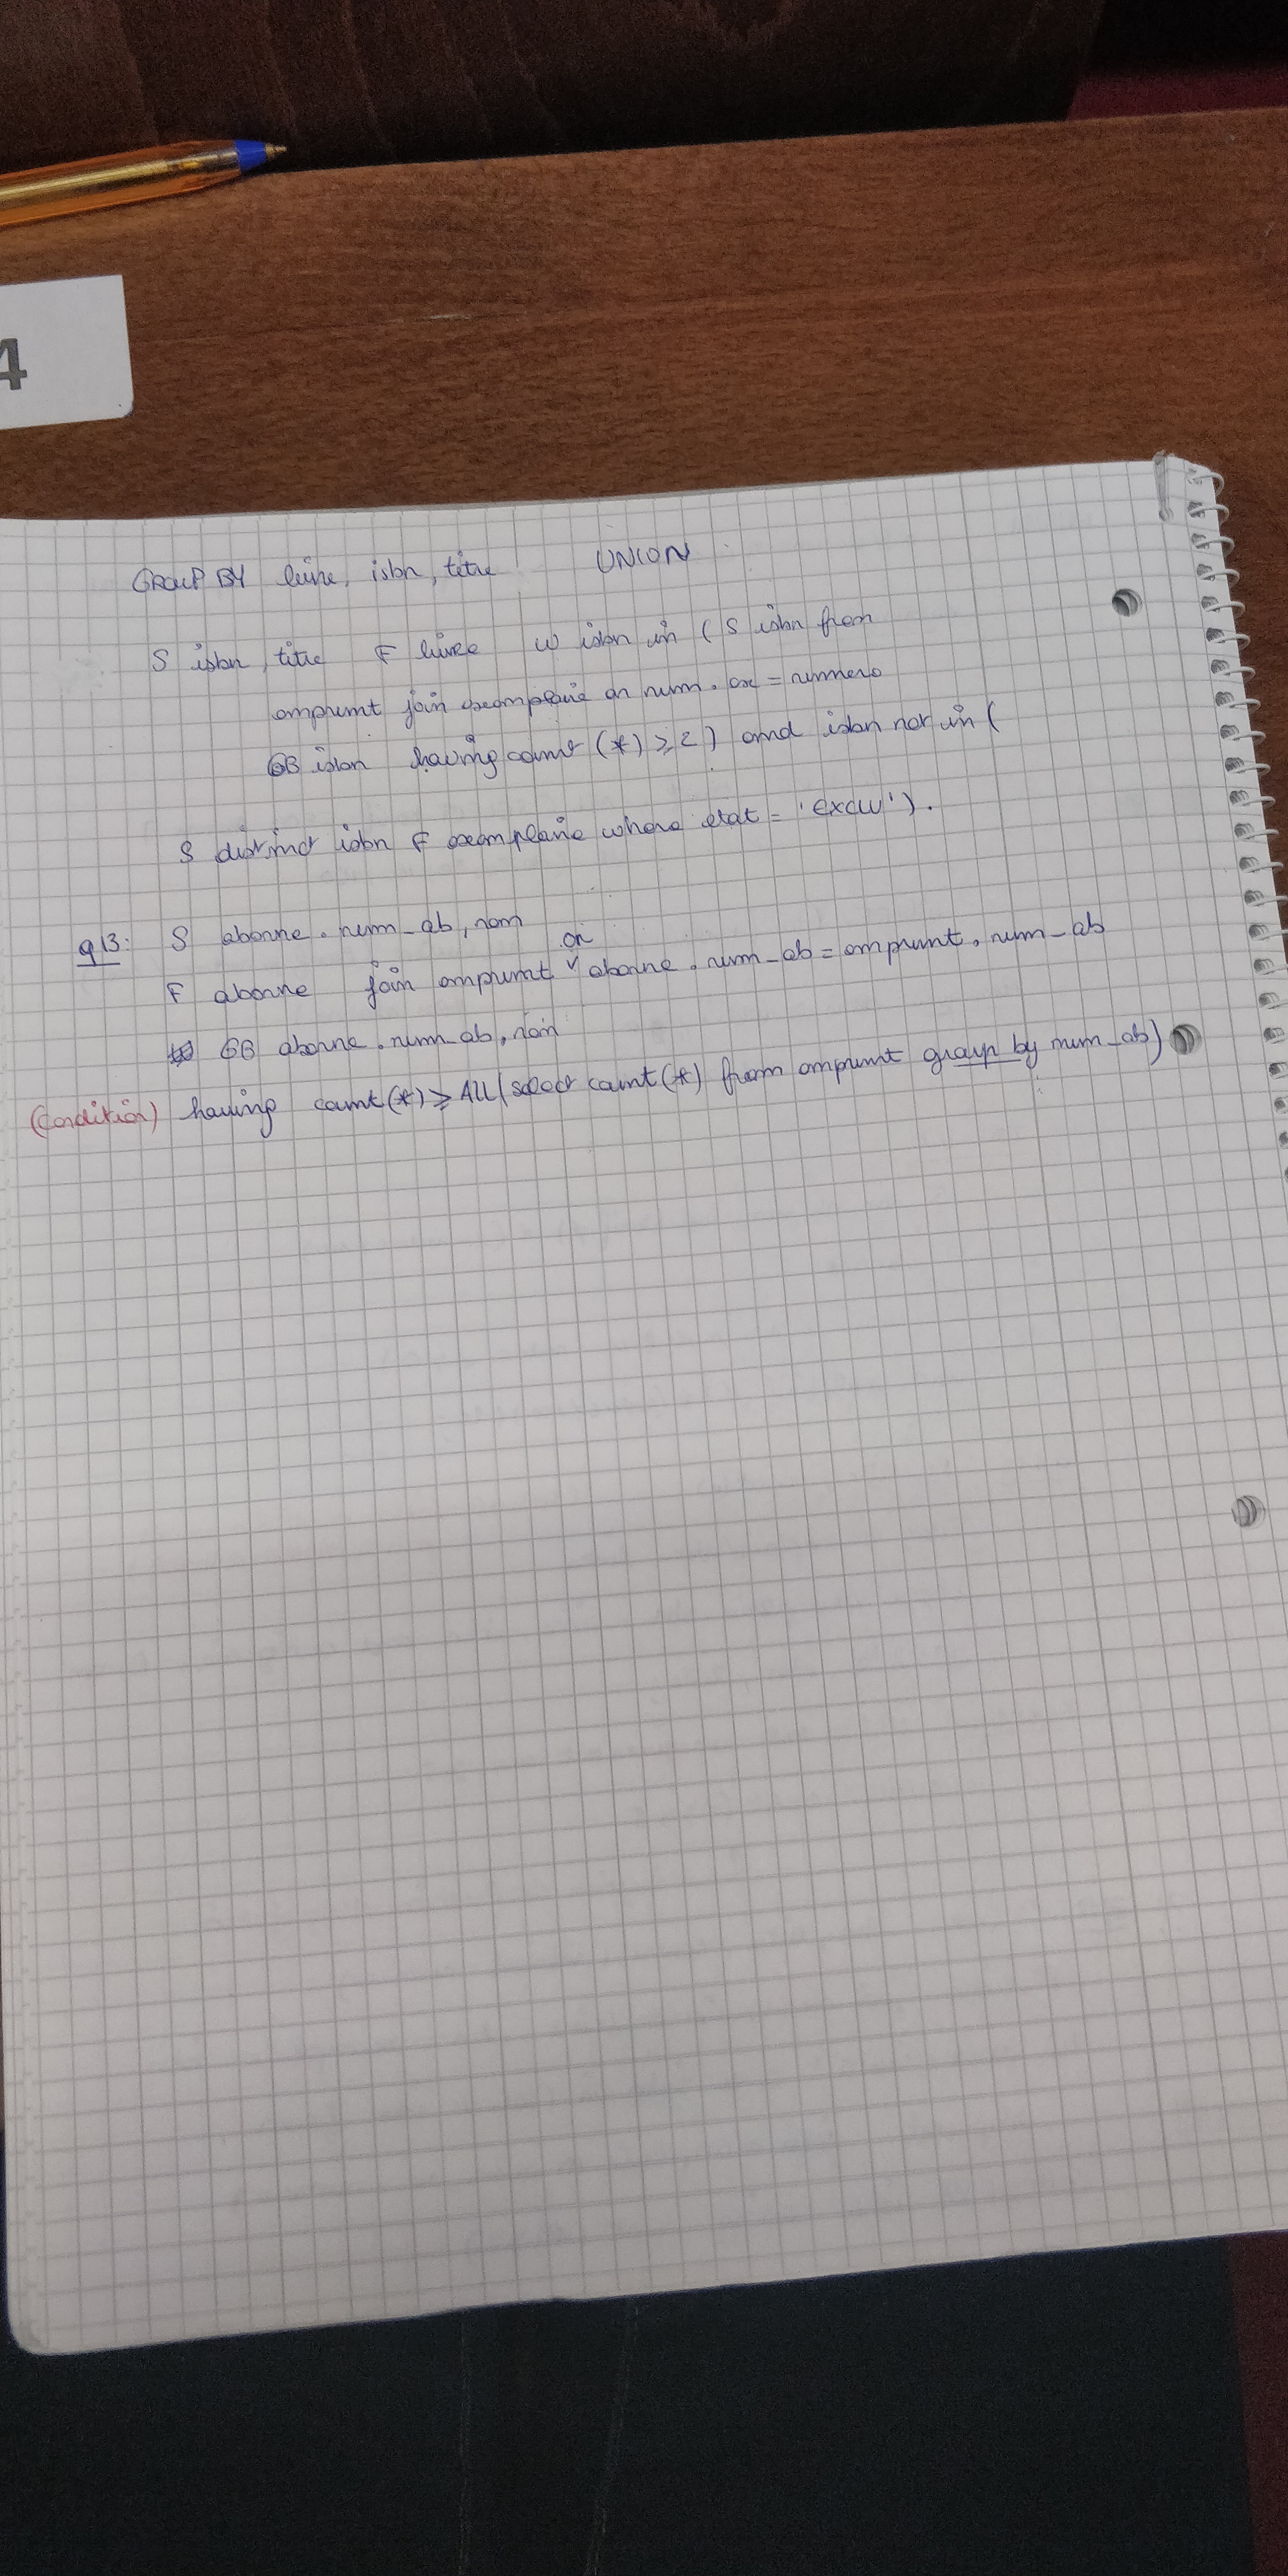 4
GROUP BY livre, isbn, titre UNION
S isbn, titre F livre W isbn in ( S isbn from
emprunt join exemplaire on num.ex = numero
GB isbn having count (*) ≥ 2 ) and isbn not in (
S distinct isbn F exemplaire where etat = 'exclu').
q13: S abonne.num_ab, nom
F abonne join emprunt on abonne.num_ab = emprunt.num_ab
GB abonne.num_ab, nom
(condition) having count(*) ≥ ALL (select count(*) from emprunt group by num_ab)